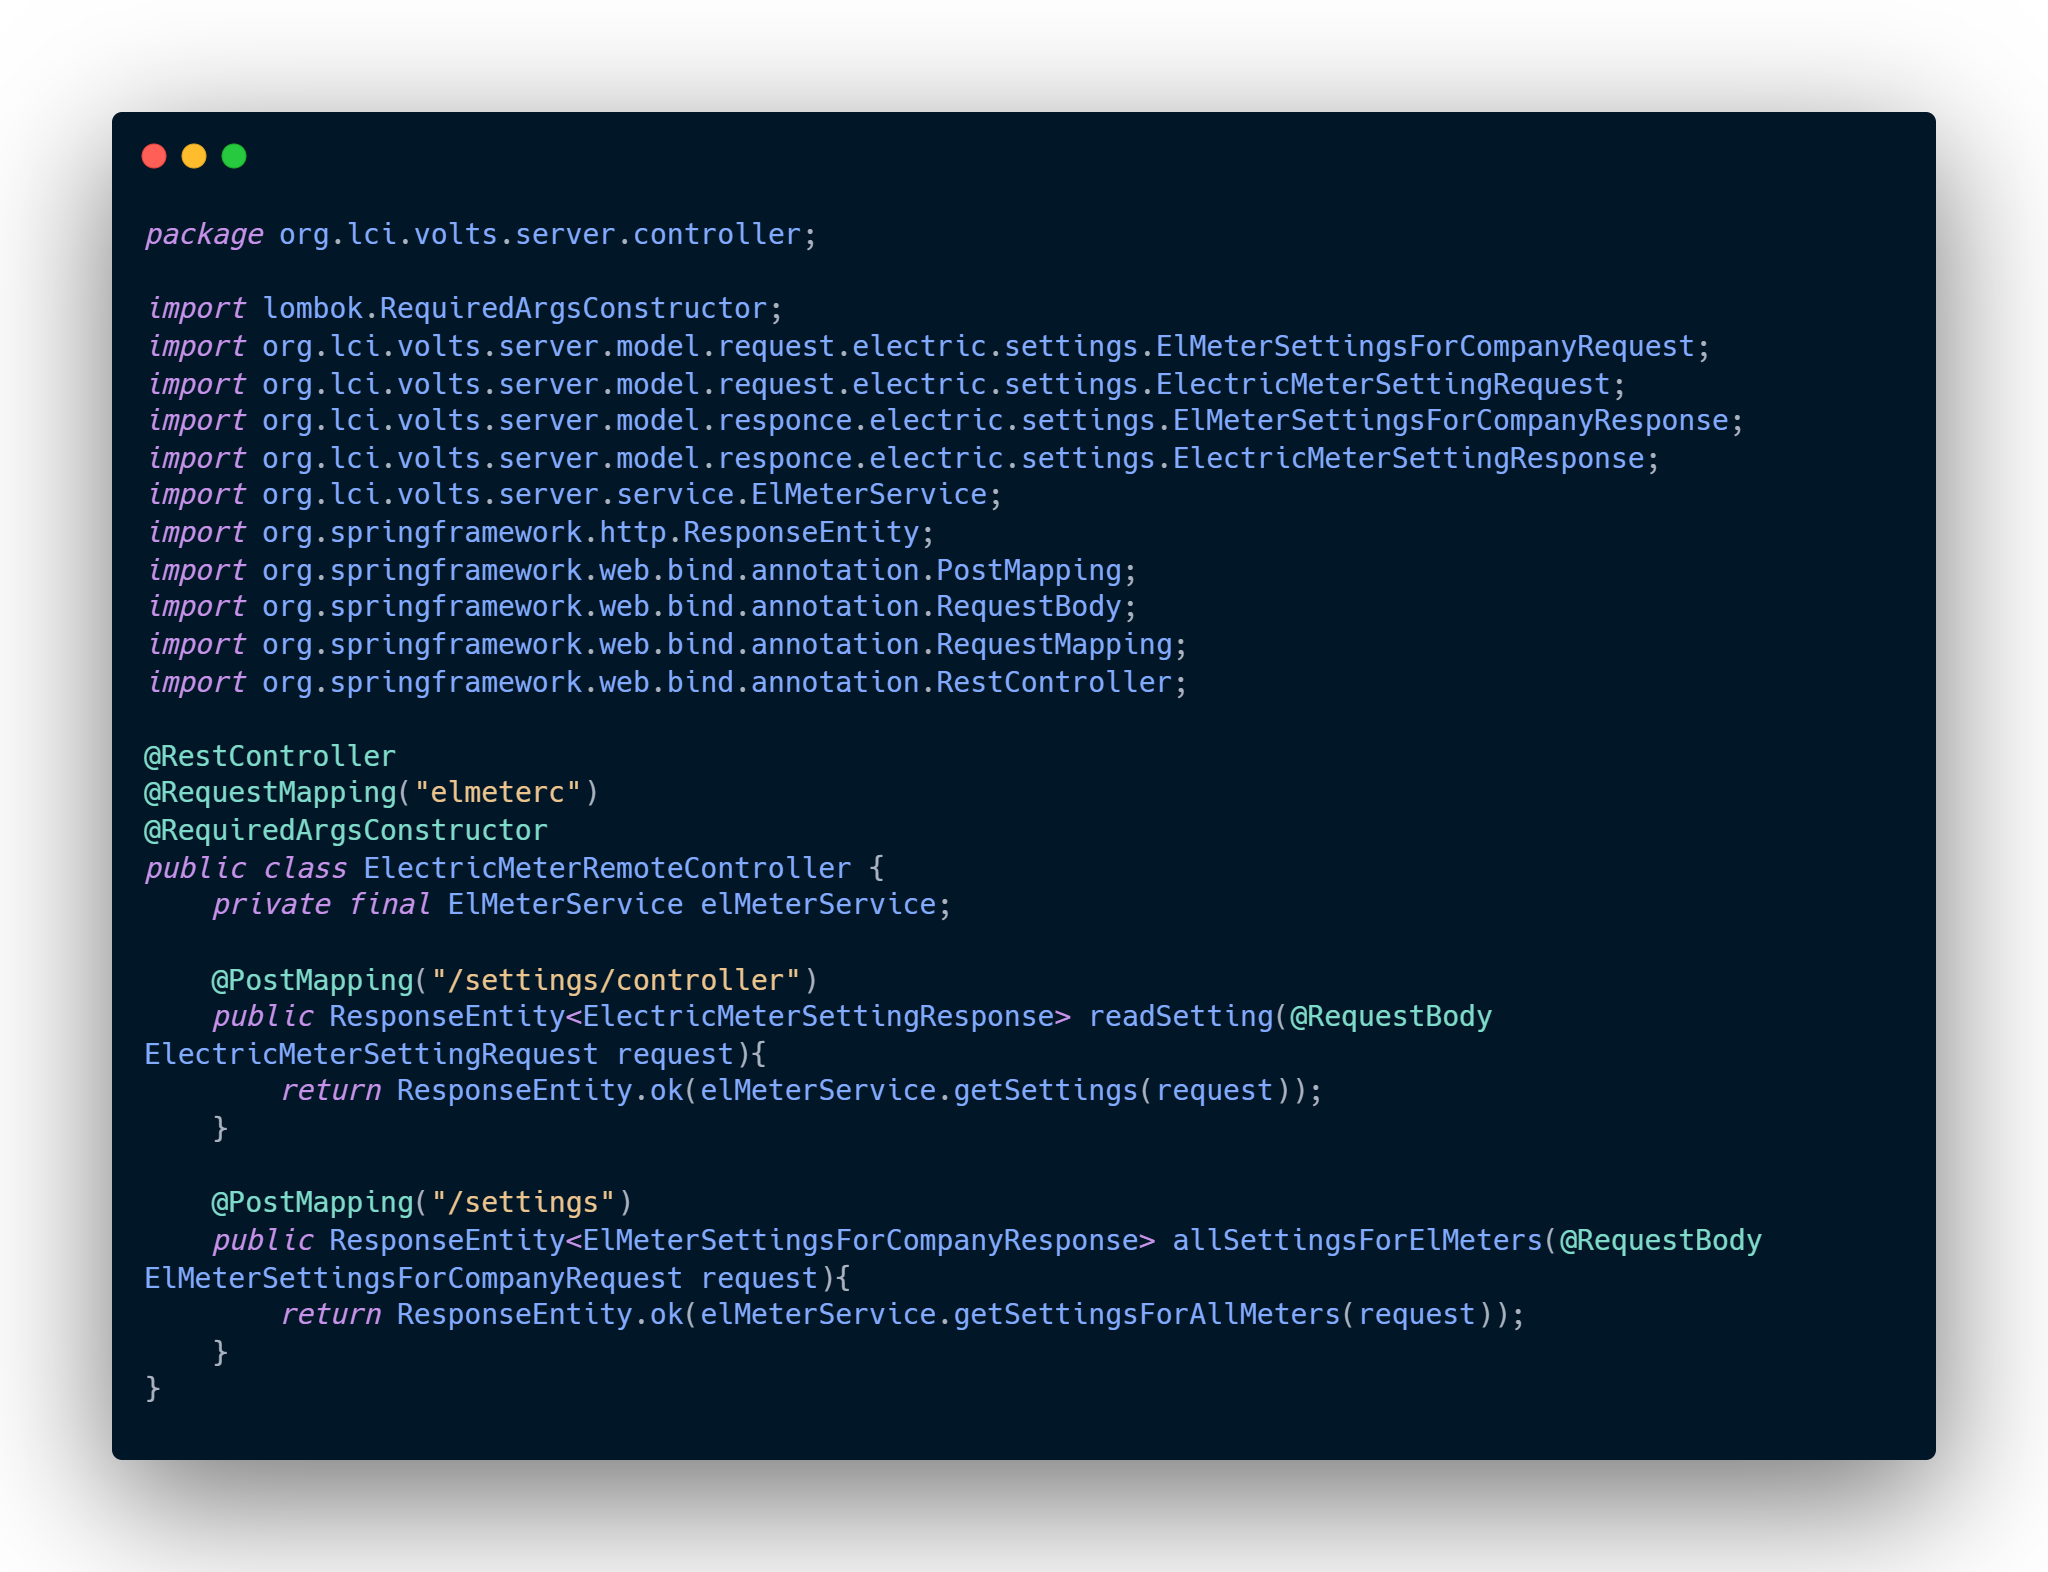 package org.lci.volts.server.controller;

import lombok.RequiredArgsConstructor;
import org.lci.volts.server.model.request.electric.settings.ElMeterSettingsForCompanyRequest;
import org.lci.volts.server.model.request.electric.settings.ElectricMeterSettingRequest;
import org.lci.volts.server.model.responce.electric.settings.ElMeterSettingsForCompanyResponse;
import org.lci.volts.server.model.responce.electric.settings.ElectricMeterSettingResponse;
import org.lci.volts.server.service.ElMeterService;
import org.springframework.http.ResponseEntity;
import org.springframework.web.bind.annotation.PostMapping;
import org.springframework.web.bind.annotation.RequestBody;
import org.springframework.web.bind.annotation.RequestMapping;
import org.springframework.web.bind.annotation.RestController;

@RestController
@RequestMapping("elmeterc")
@RequiredArgsConstructor
public class ElectricMeterRemoteController {
    private final ElMeterService elMeterService;

    @PostMapping("/settings/controller")
    public ResponseEntity<ElectricMeterSettingResponse> readSetting(@RequestBody
ElectricMeterSettingRequest request){
        return ResponseEntity.ok(elMeterService.getSettings(request));
    }

    @PostMapping("/settings")
    public ResponseEntity<ElMeterSettingsForCompanyResponse> allSettingsForElMeters(@RequestBody
ElMeterSettingsForCompanyRequest request){
        return ResponseEntity.ok(elMeterService.getSettingsForAllMeters(request));
    }
}